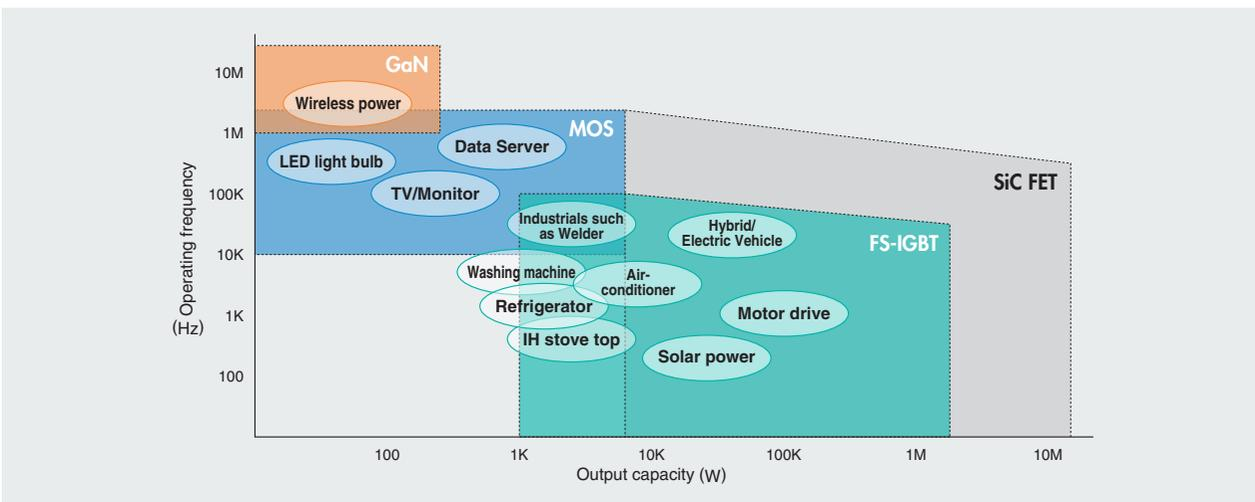 GaN
10M
Wireless power
1M
MOS
Data Server
LED light bulb
SiC FET
TV/Monitor
100K
Industrials such
as Welder
Hybrid/
Electric Vehicle
FS-IGBT
10K
Washing machine
Air-
conditioner
Refrigerator
Motor drive
1K
IH stove top
Solar power
100
Operating frequency
(Hz)
100
1K
10K
100K
1M
10M
Output capacity (W)